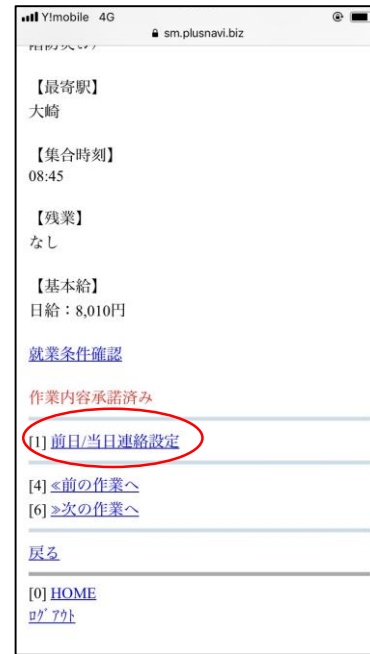 Y!mobile 4G
sm.plusnavi.biz
【最寄駅】
大崎
【集合時刻】
08:45
【残業】
なし
【基本給】
日給：8,010円
就業条件確認
作業内容承諾済み
[1] 前日/当日連絡設定
[4] ≪前の作業へ
[6] ≫次の作業へ
戻る
[0] HOME
ﾛｸﾞｱｳﾄ